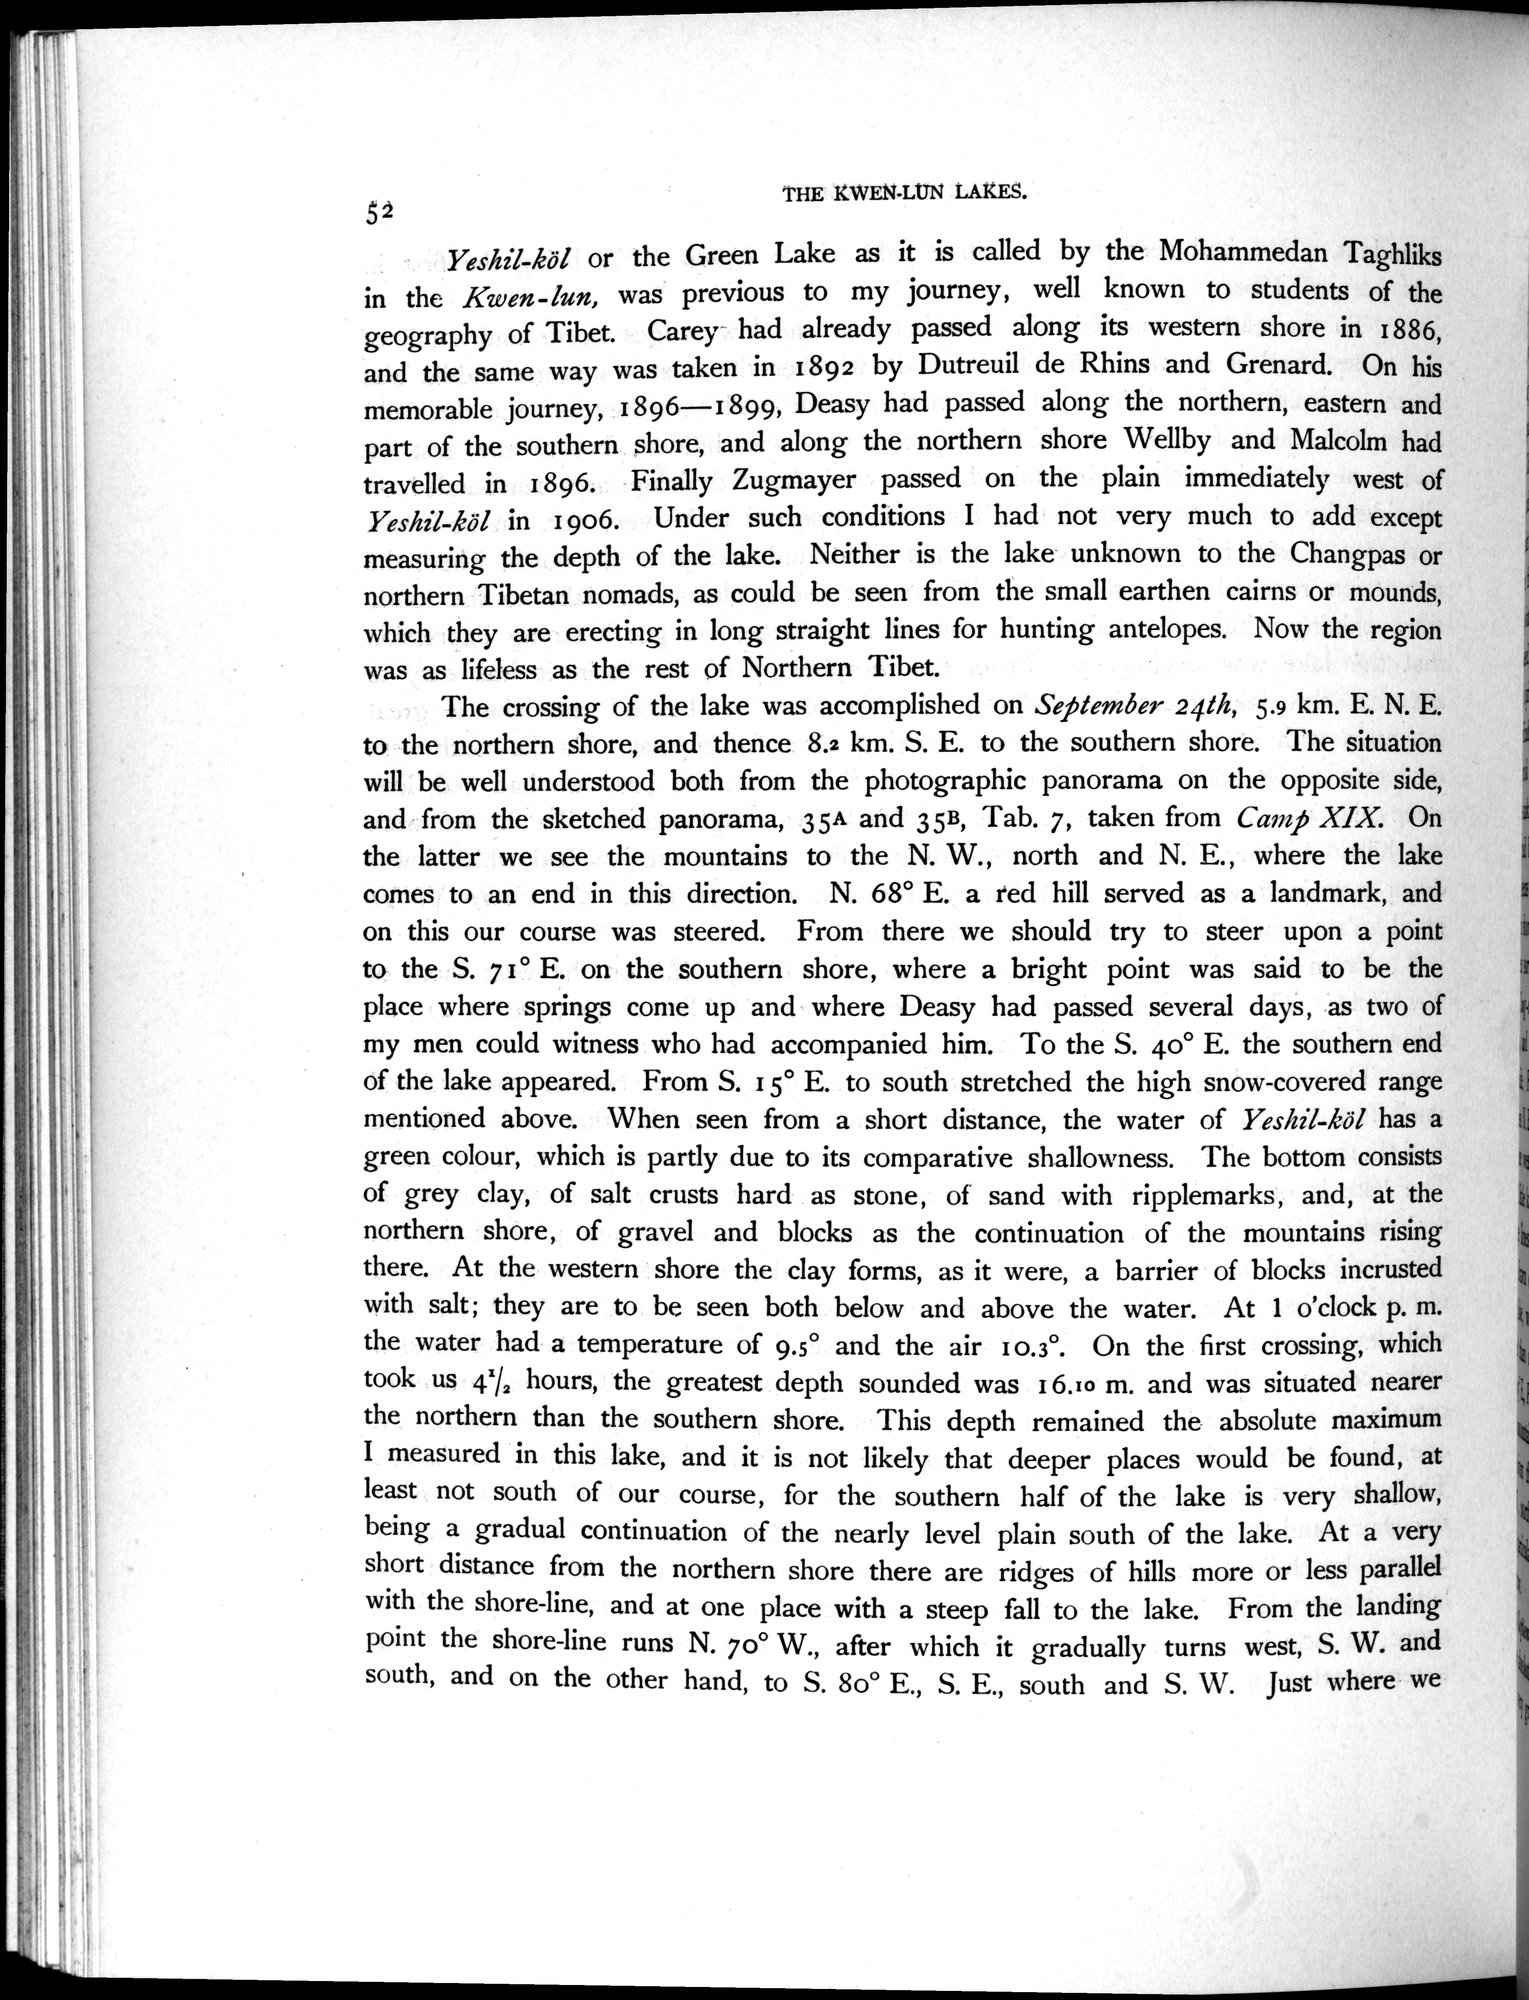 THE KWEN-LUN LAKES.
52
Yeshil-köl or the Green Lake as it is called by the Mohammedan Taghliks
in the Kwen-lun, was previous to my journey, well known to students of the
geography of Tibet. Carey had already passed along its western shore in 1886,
and the same way was taken in 1892 by Dutreuil de Rhins and Grenard. On his
memorable journey, 1896—1899, Deasy had passed along the northern, eastern and
part of the southern shore, and along the northern shore Wellby and Malcolm had
travelled in 1896. Finally Zugmayer passed on the plain immediately west of
Yeshil-köl in 1906. Under such conditions I had not very much to add except
measuring the depth of the lake. Neither is the lake unknown to the Changpas or
northern Tibetan nomads, as could be seen from the small earthen cairns or mounds,
which they are erecting in long straight lines for hunting antelopes. Now the region
was as lifeless as the rest of Northern Tibet.
The crossing of the lake was accomplished on September 24th, 5.9 km. E. N. E.
to the northern shore, and thence 8.2 km. S. E. to the southern shore. The situation
will be well understood both from the photographic panorama on the opposite side,
and from the sketched panorama, 35A and 35B, Tab. 7, taken from Camp XIX. On
the latter we see the mountains to the N. W., north and N. E., where the lake
comes to an end in this direction. N. 68° E. a red hill served as a landmark, and
on this our course was steered. From there we should try to steer upon a point
to the S. 71° E. on the southern shore, where a bright point was said to be the
place where springs come up and where Deasy had passed several days, as two of
my men could witness who had accompanied him. To the S. 40° E. the southern end
of the lake appeared. From S. 15° E. to south stretched the high snow-covered range
mentioned above. When seen from a short distance, the water of Yeshil-köl has a
green colour, which is partly due to its comparative shallowness. The bottom consists
of grey clay, of salt crusts hard as stone, of sand with ripplemarks, and, at the
northern shore, of gravel and blocks as the continuation of the mountains rising
there. At the western shore the clay forms, as it were, a barrier of blocks incrusted
with salt; they are to be seen both below and above the water. At 1 o'clock p. m.
the water had a temperature of 9.5° and the air 10.3°. On the first crossing, which
took us 4 1/2 hours, the greatest depth sounded was 16.10 m. and was situated nearer
the northern than the southern shore. This depth remained the absolute maximum
I measured in this lake, and it is not likely that deeper places would be found, at
least not south of our course, for the southern half of the lake is very shallow,
being a gradual continuation of the nearly level plain south of the lake. At a very
short distance from the northern shore there are ridges of hills more or less parallel
with the shore-line, and at one place with a steep fall to the lake. From the landing
point the shore-line runs N. 70° W., after which it gradually turns west, S. W. and
south, and on the other hand, to S. 80° E., S. E., south and S. W. Just where we